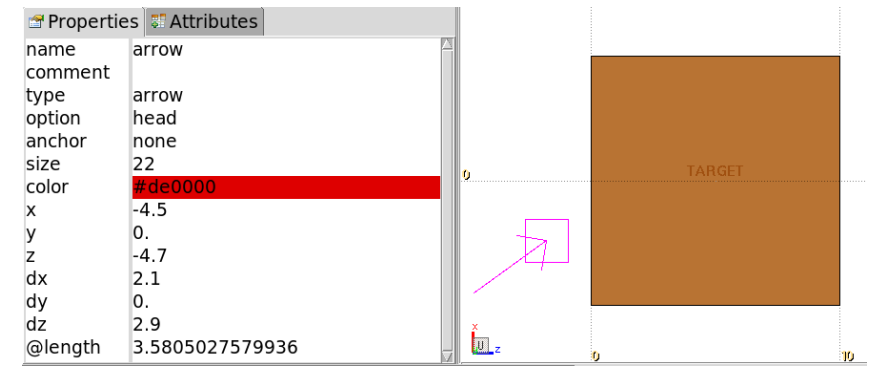 Properties Attributes
name arrow
comment
type arrow
option head
anchor none
size 22
color #de0000
x -4.5
y 0.
z -4.7
dx 2.1
dy 0.
dz 2.9
@length 3.5805027579936
TARGET
0
x
U z
0 10